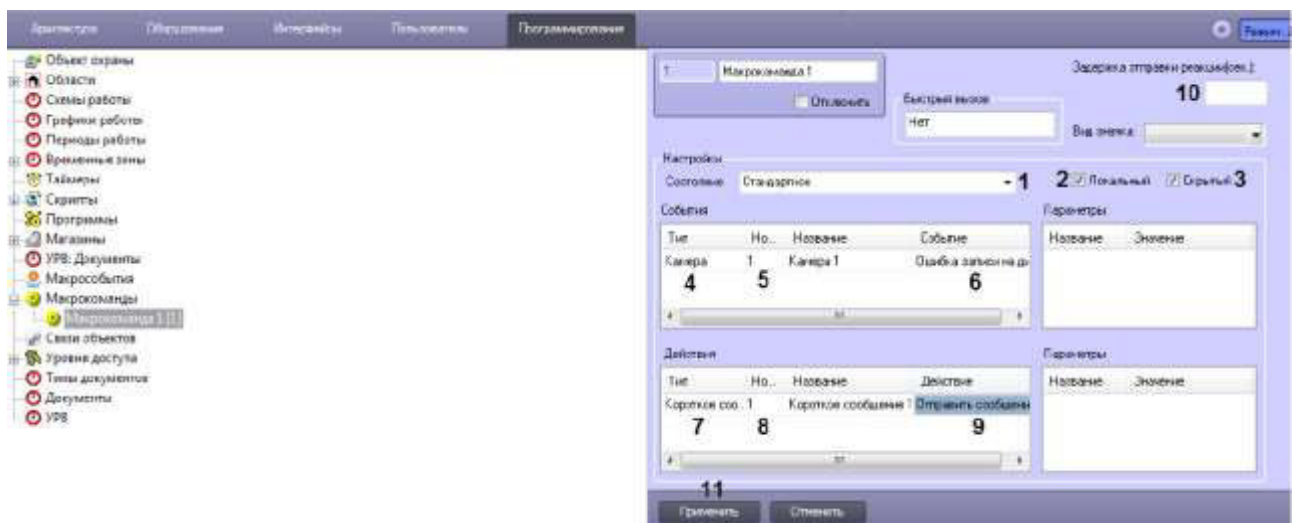 Архитектура Оборудование Интерфейсы Пользователи Программирование
Объект охраны
Области
Схемы работы
Графики работы
Периоды работы
Временные зоны
Таймеры
Скрипты
Программы
Магазины
УРВ: Документы
Макрособытия
Макрокоманды
Макрокоманда 1 [1]
Связи объектов
Уровни доступа
Типы документов
Документы
УРВ
1 Макрокоманда 1
Отключить
Быстрый вызов
Нет
Задержка отправки реакции(сек.):
10
Вид значка:
Настройки
Состояние Стандартное 1 2 Локальный Скрытый 3
События Параметры
Тип Но... Название Событие Название Значение
Камера 1 Камера 1 Ошибка записи на ди
4 5 6
Действия Параметры
Тип Но... Название Действие Название Значение
Короткое соо... 1 Короткое сообщение 1 Отправить сообщени
7 8 9
11
Применить Отменить